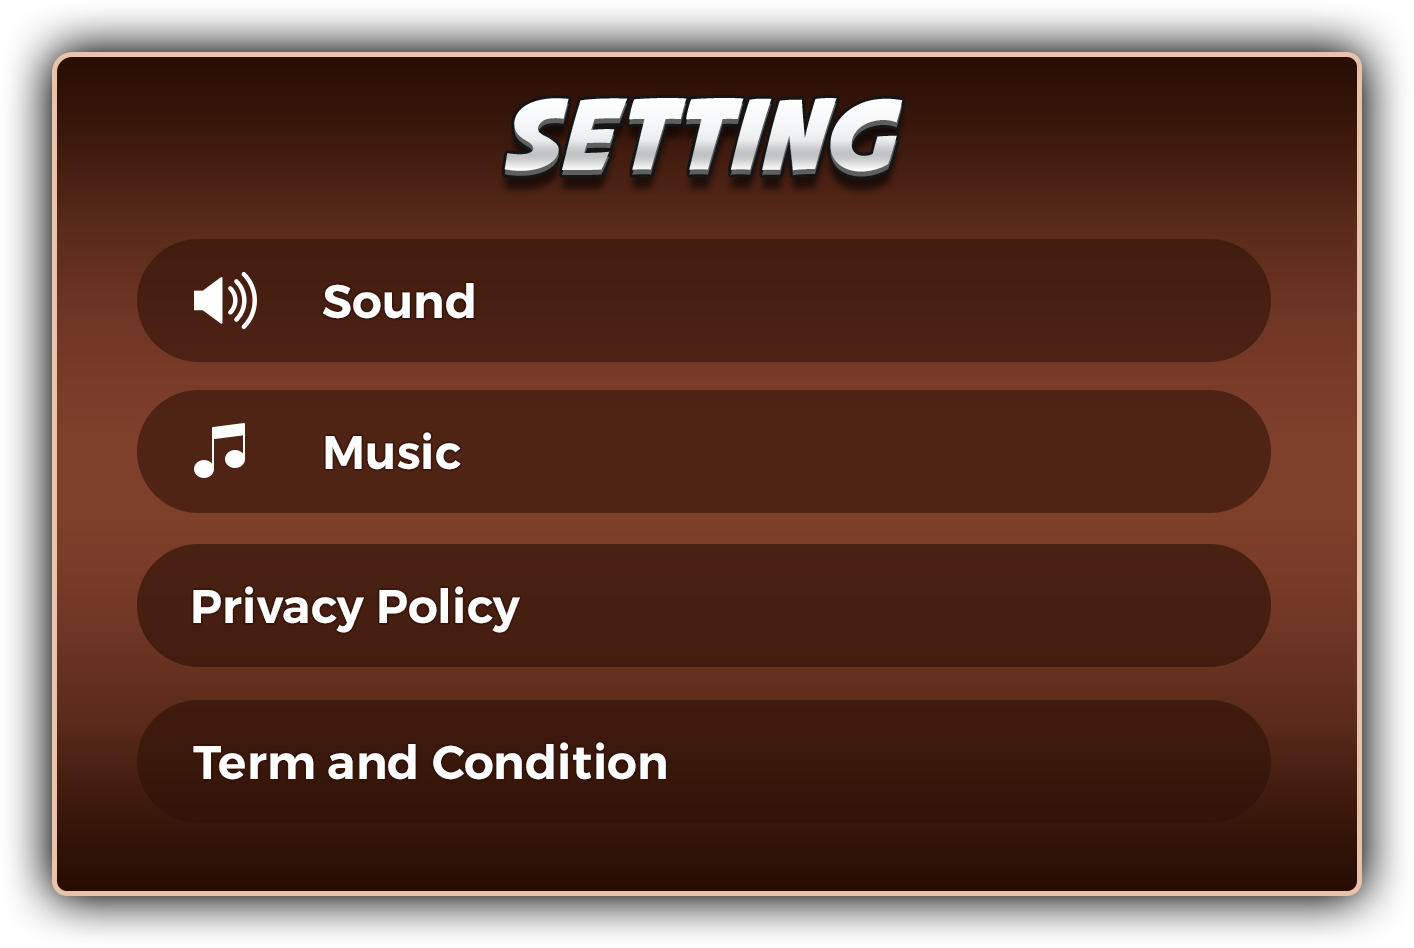 SETTING
Sound
Music
Privacy Policy
Term and Condition